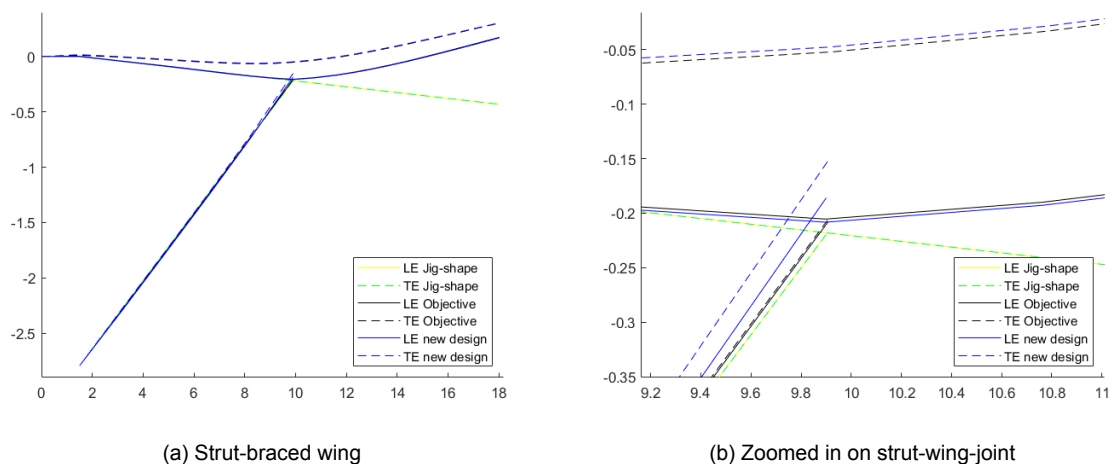 0
-0.5
-1
-1.5
-2
-2.5
0 2 4 6 8 10 12 14 16 18
LE Jig-shape
TE Jig-shape
LE Objective
TE Objective
LE new design
TE new design
(a) Strut-braced wing
-0.05
-0.1
-0.15
-0.2
-0.25
-0.3
-0.35
9.2 9.4 9.6 9.8 10 10.2 10.4 10.6 10.8 11
LE Jig-shape
TE Jig-shape
LE Objective
TE Objective
LE new design
TE new design
(b) Zoomed in on strut-wing-joint